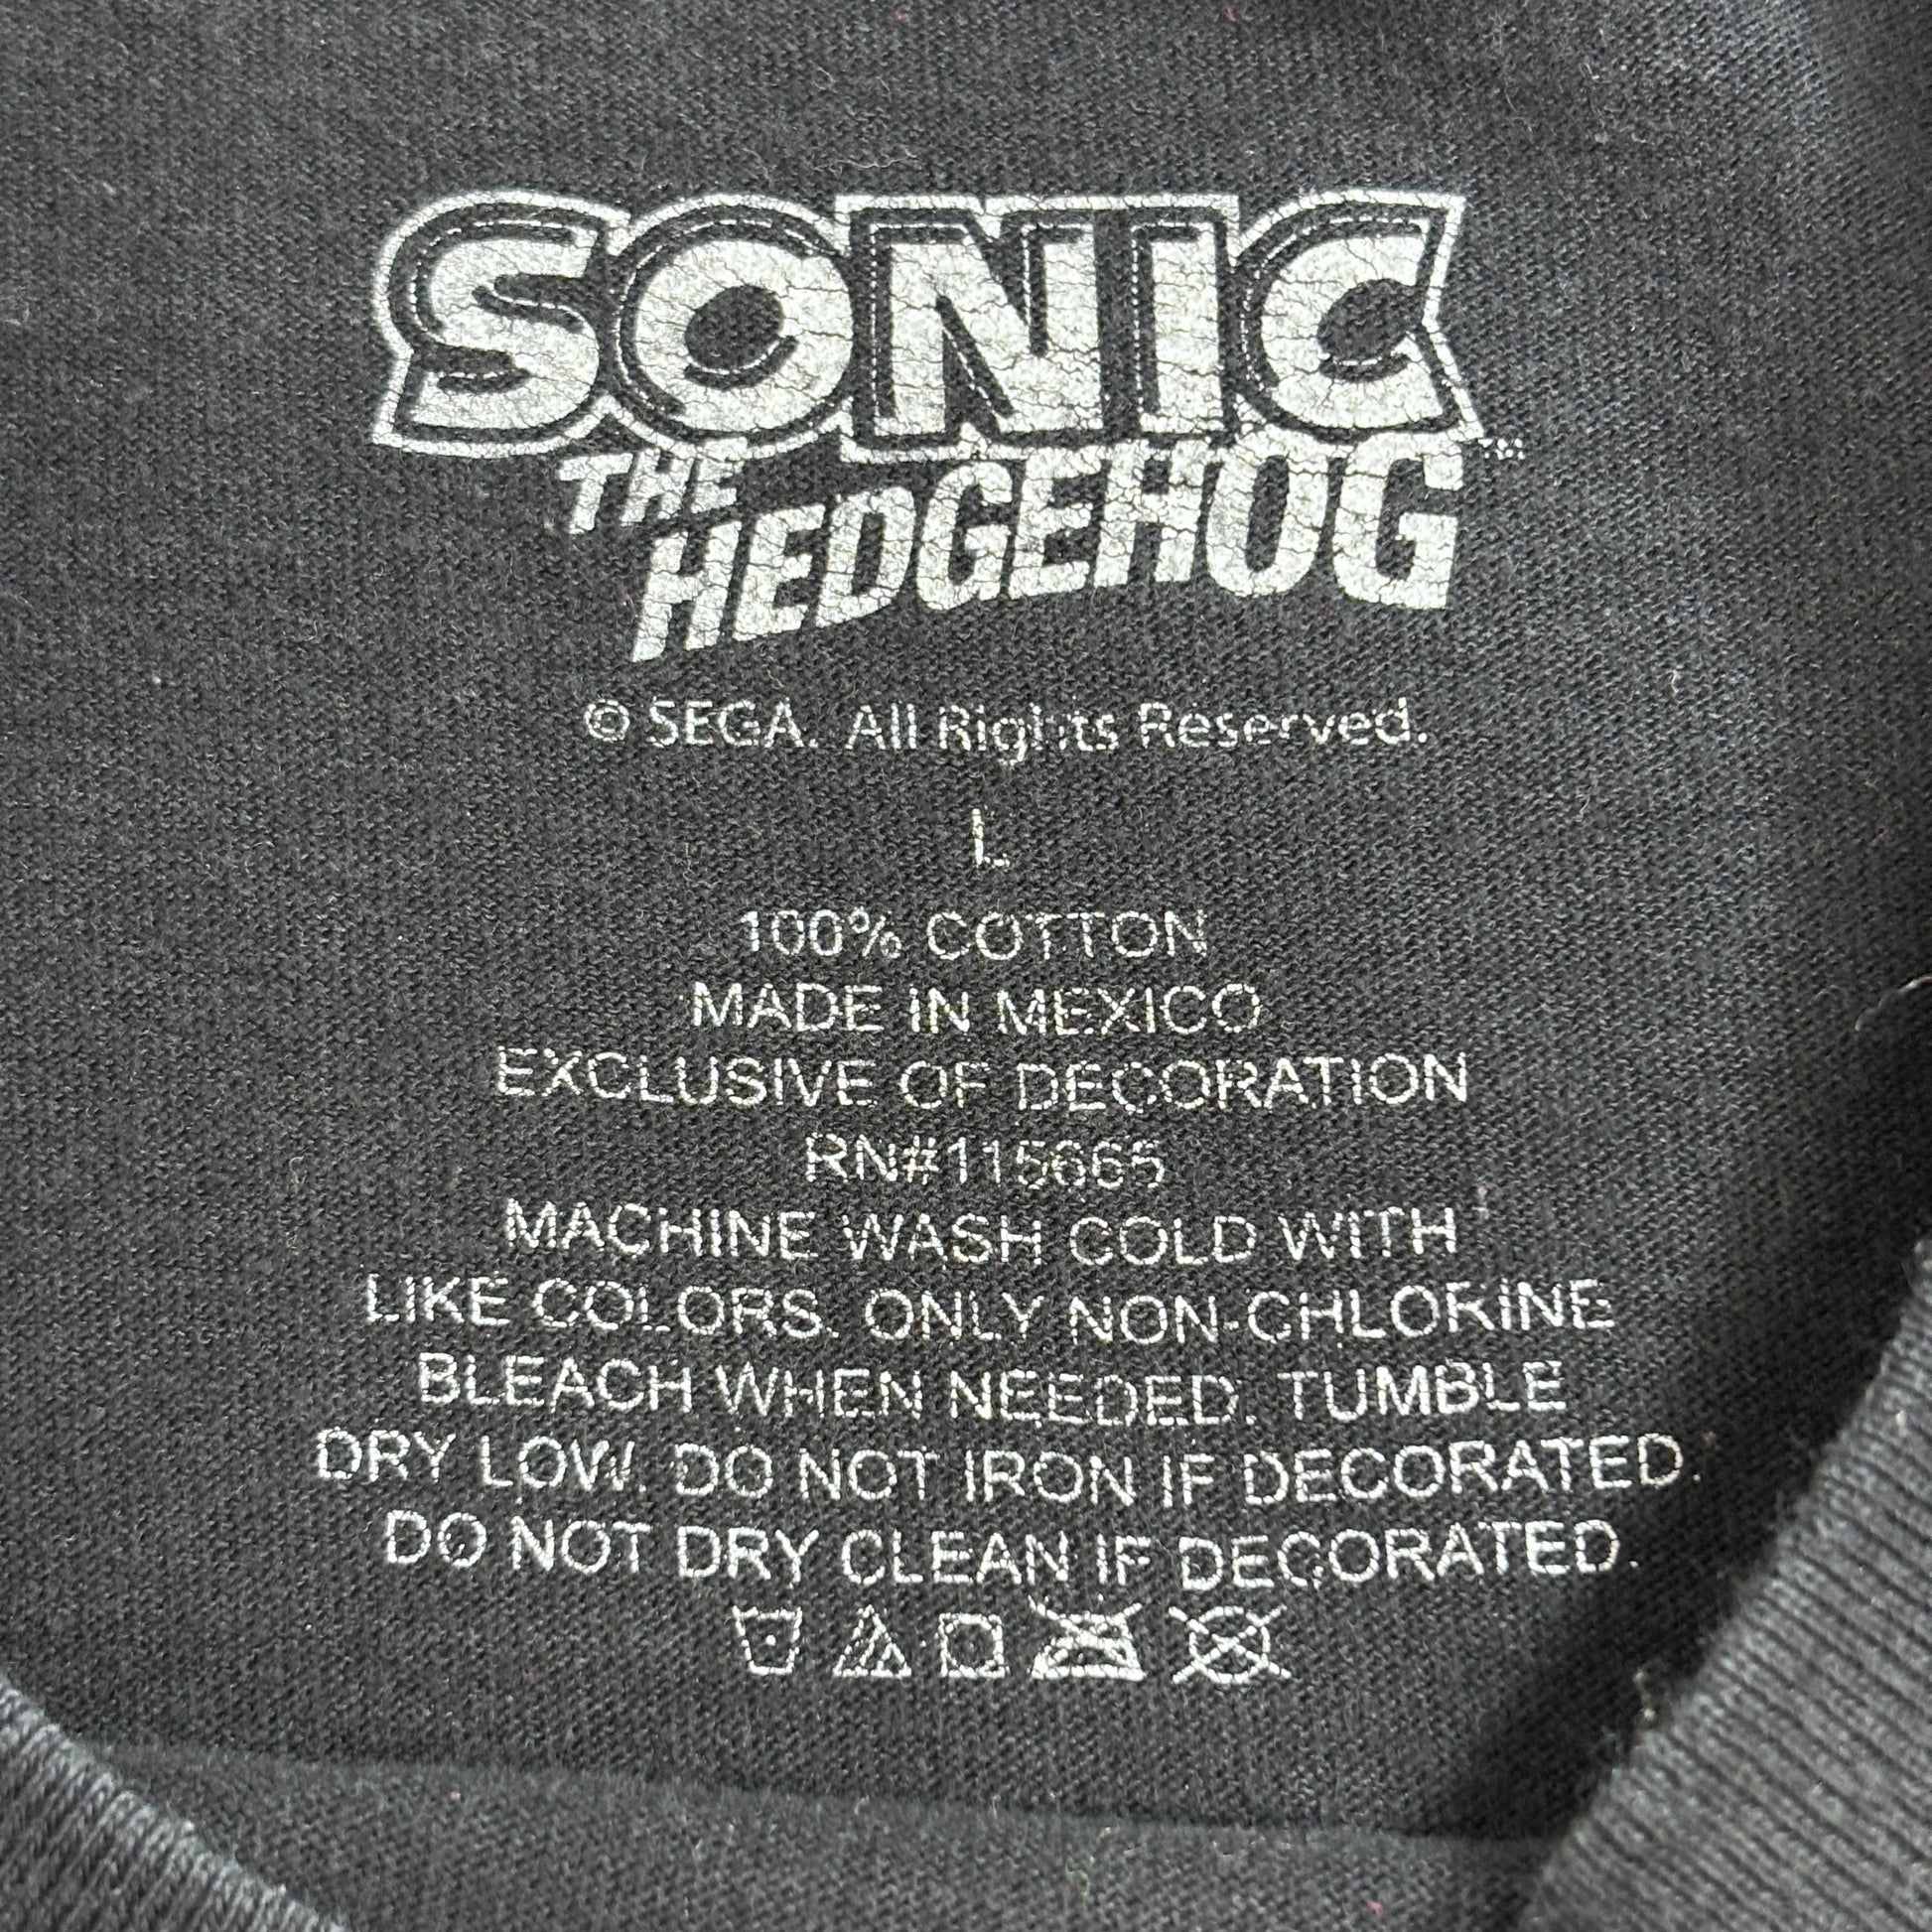 SONIC
THE
HEDGEHOG
© SEGA. All Rights Reserved.
L
100% COTTON
MADE IN MEXICO
EXCLUSIVE OF DECORATION
RN#115665
MACHINE WASH COLD WITH
LIKE COLORS. ONLY NON-CHLORINE
BLEACH WHEN NEEDED. TUMBLE
DRY LOW. DO NOT IRON IF DECORATED.
DO NOT DRY CLEAN IF DECORATED.